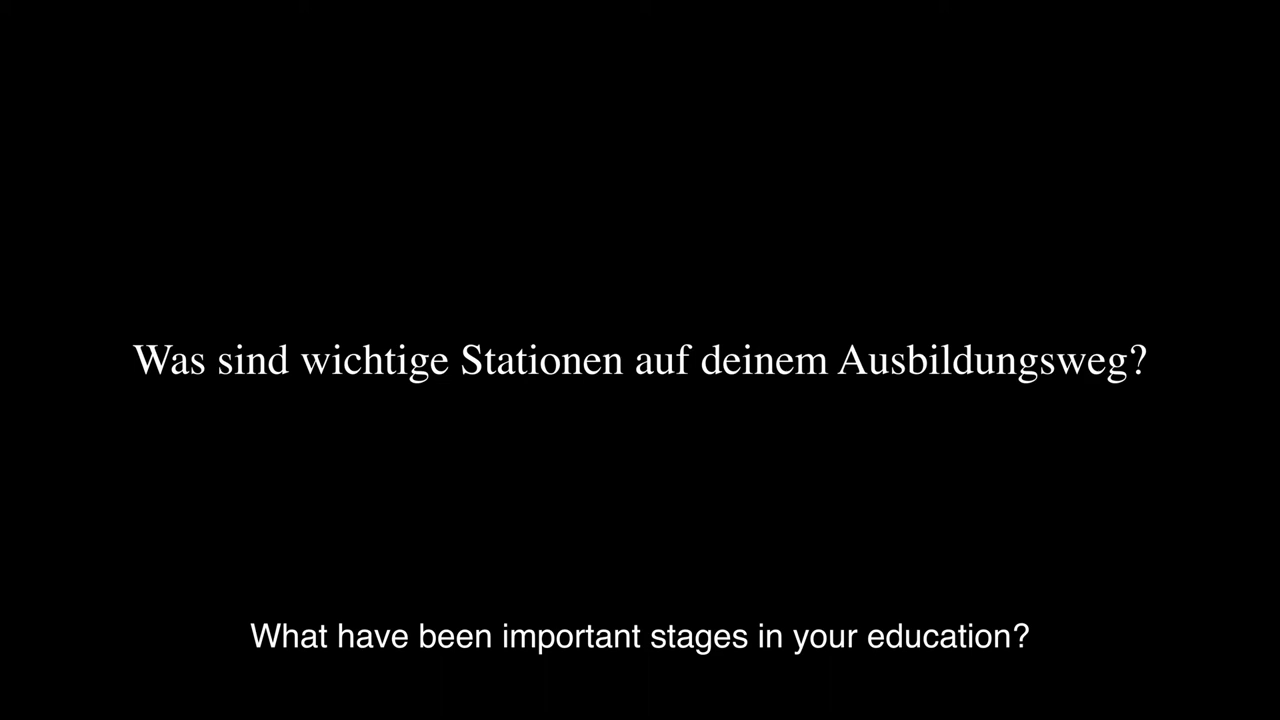 Was sind wichtige Stationen auf deinem Ausbildungsweg?
What have been important stages in your education?